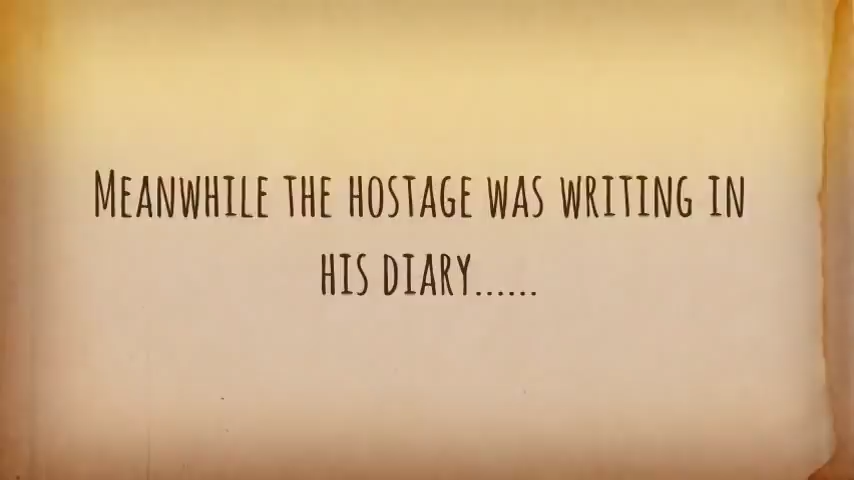 Meanwhile the hostage was writing in
his diary......